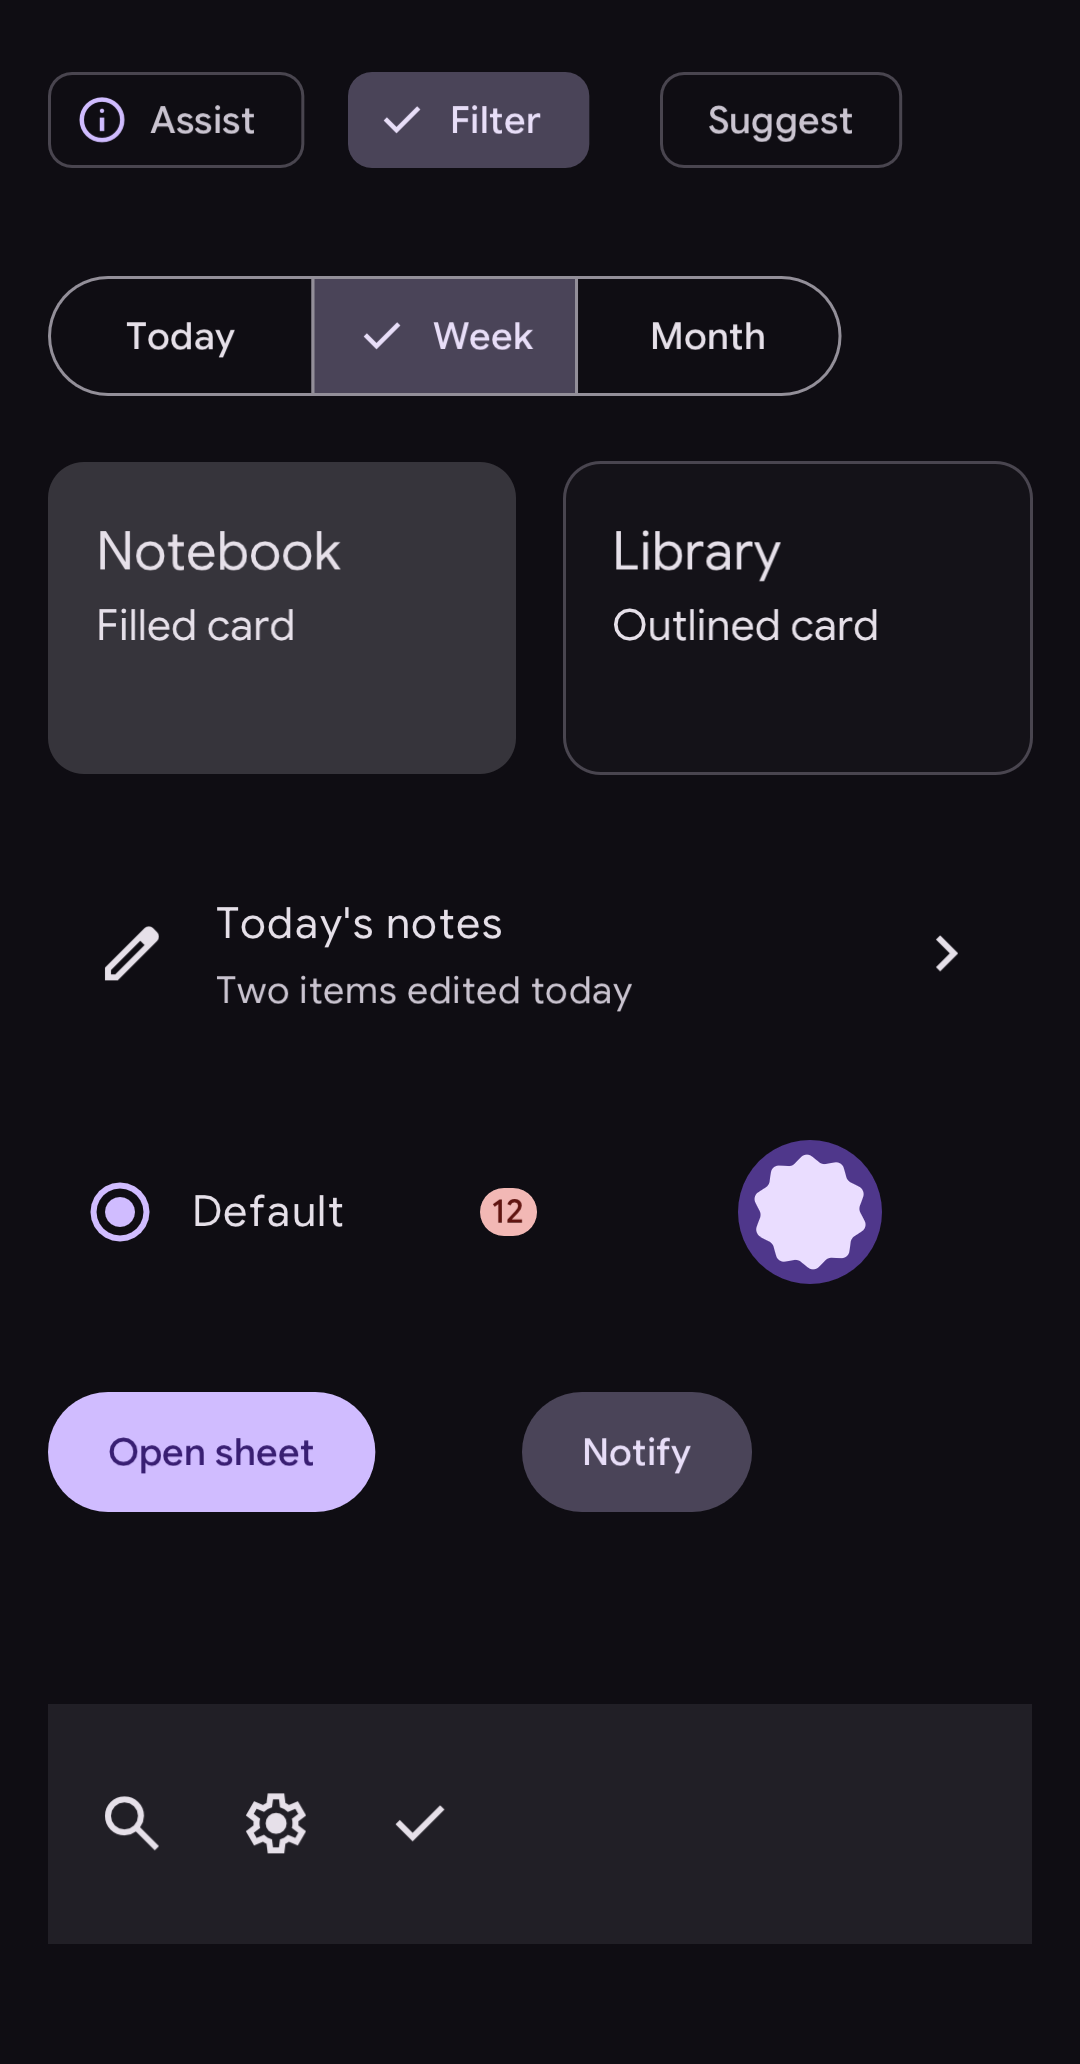 Assist Filter Suggest
Today Week Month
Notebook
Filled card
Library
Outlined card
Today's notes
Two items edited today
Default 12
Open sheet Notify